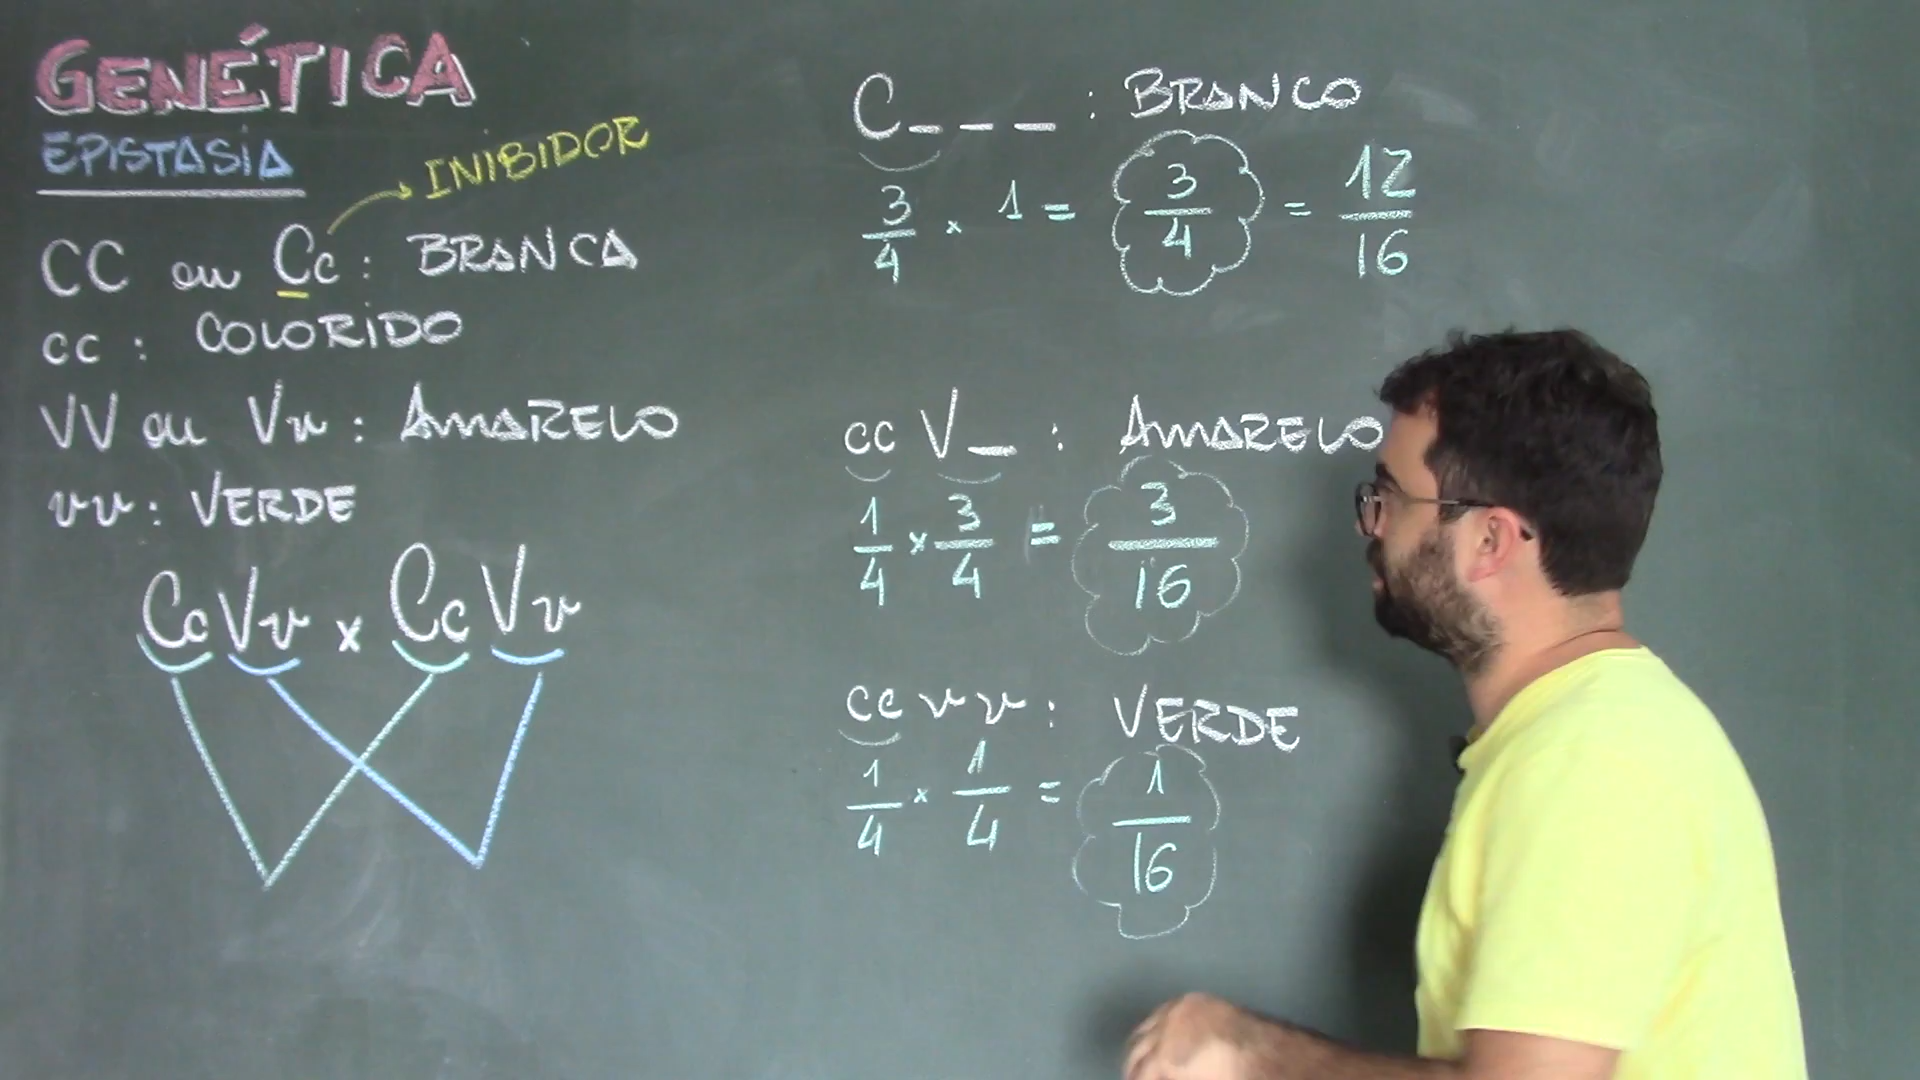 GENÉTICA
EPISTASIA
INIBIDOR
CC ou Cc : BRANCA
cc : COLORIDO
VV ou Vv : AMARELO
vv : VERDE
CcVv x CcVv
C_ _ _ : BRANCO
3/4 x 1 = 3/4 = 12/16
cc V_ : AMARELO
1/4 x 3/4 = 3/16
cc vv : VERDE
1/4 x 1/4 = 1/16